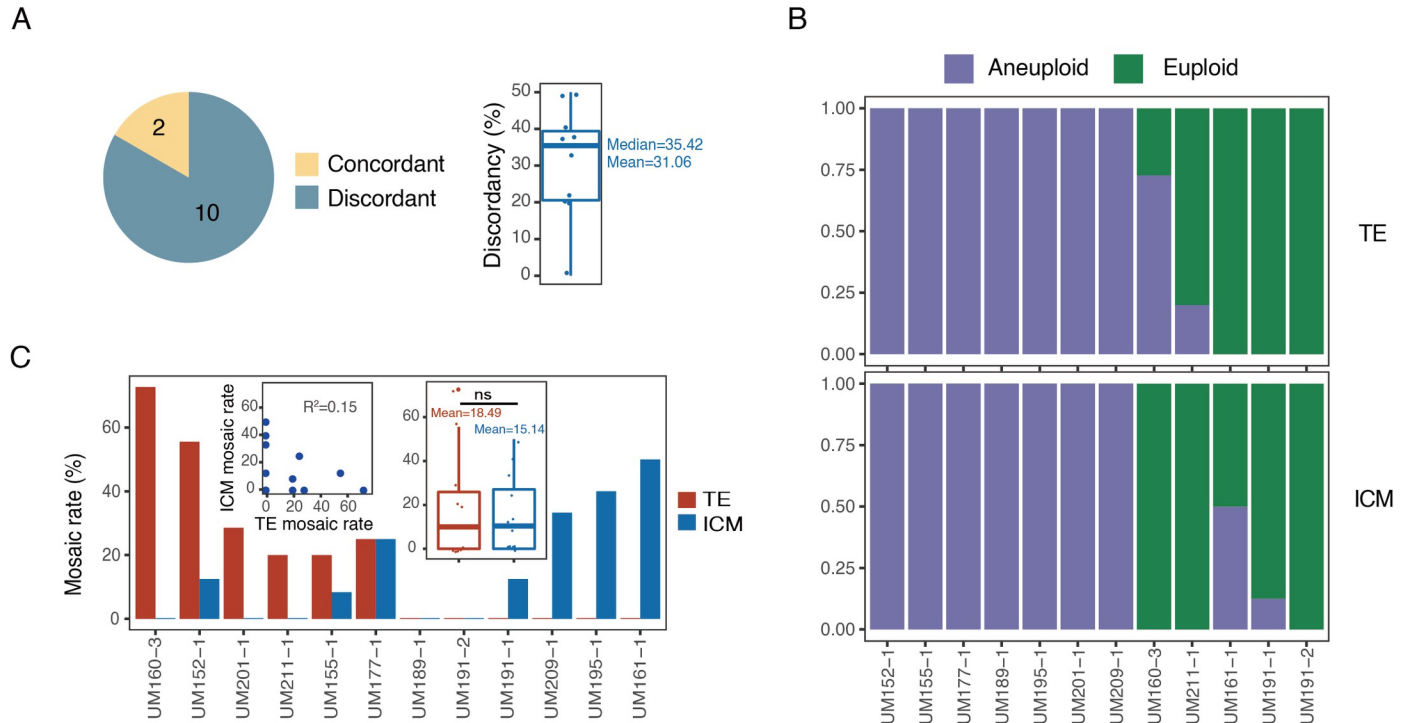 A
2
10
Concordant
Discordant
Discordancy (%)
50
40
30
20
10
0
Median=35.42
Mean=31.06
B
Aneuploid
Euploid
1.00
0.75
0.50
0.25
0.00
TE
1.00
0.75
0.50
0.25
0.00
ICM
UM152−1
UM155−1
UM177−1
UM189−1
UM195−1
UM201−1
UM209−1
UM160−3
UM211−1
UM161−1
UM191−1
UM191−2
C
Mosaic rate (%)
60
40
20
0
ICM mosaic rate
60
40
20
0
R²=0.15
0 20 40 60
TE mosaic rate
60
40
20
0
ns
Mean=18.49
Mean=15.14
TE
ICM
UM160−3
UM152−1
UM201−1
UM211−1
UM155−1
UM177−1
UM189−1
UM191−2
UM191−1
UM209−1
UM195−1
UM161−1